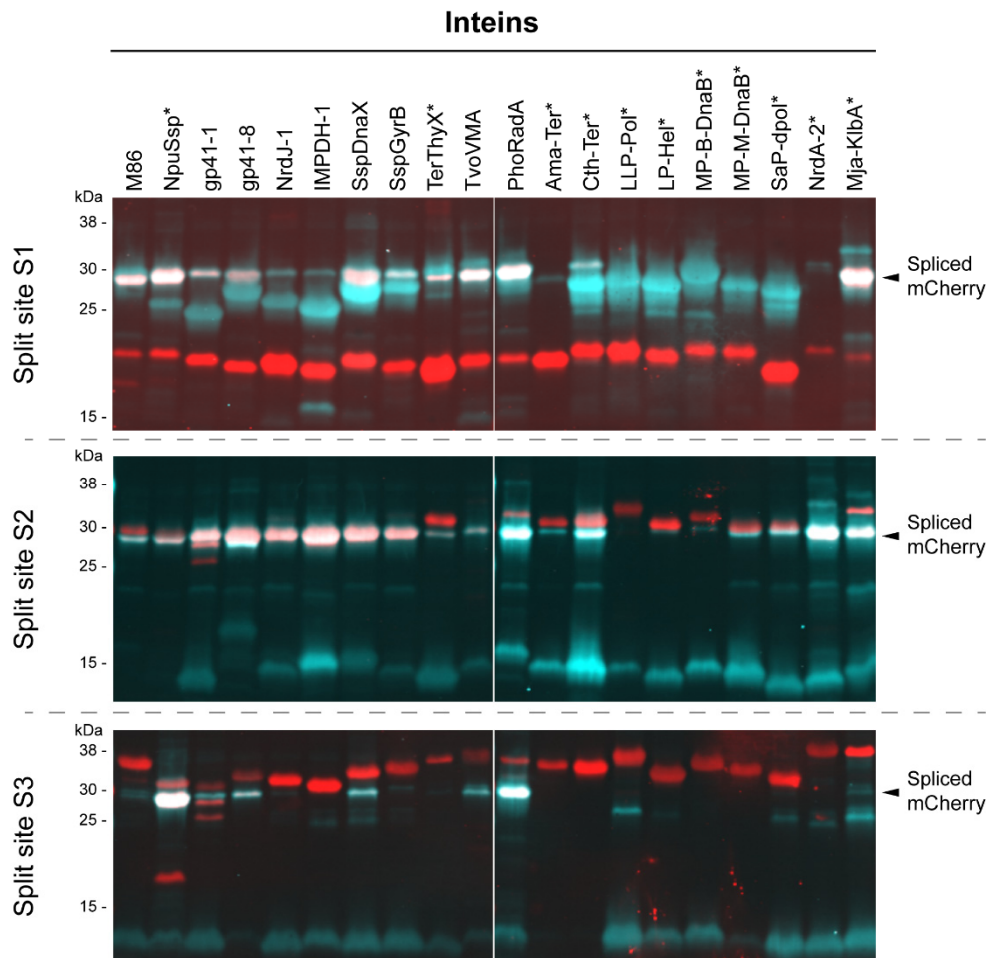 Inteins
M86
NpuSsp*
gp41-1
gp41-8
NrdJ-1
IMPDH-1
SspDnaX
SspGyrB
TerThyX*
TvoVMA
PhoRadA
Ama-Ter*
Cth-Ter*
LLP-Pol*
LP-Hel*
MP-B-DnaB*
MP-M-DnaB*
SaP-dpol*
NrdA-2*
Mja-KlbA*
Split site S1
kDa
38 -
30 -
25 -
15 -
Spliced
mCherry
Split site S2
kDa
38 -
30 -
25 -
15 -
Spliced
mCherry
Split site S3
kDa
38 -
30 -
25 -
15 -
Spliced
mCherry